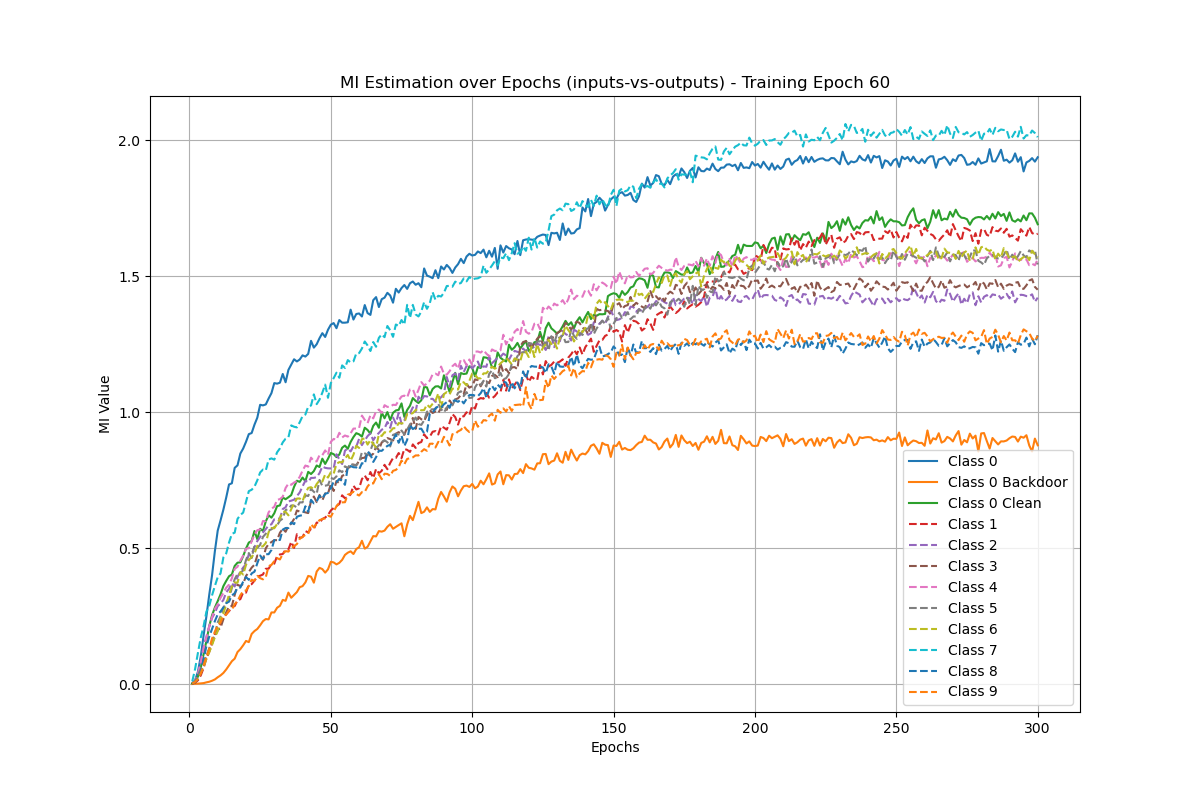 MI Estimation over Epochs (inputs-vs-outputs) - Training Epoch 60
MI Value
2.0
1.5
1.0
0.5
0.0
0 50 100 150 200 250 300
Epochs
Class 0
Class 0 Backdoor
Class 0 Clean
Class 1
Class 2
Class 3
Class 4
Class 5
Class 6
Class 7
Class 8
Class 9